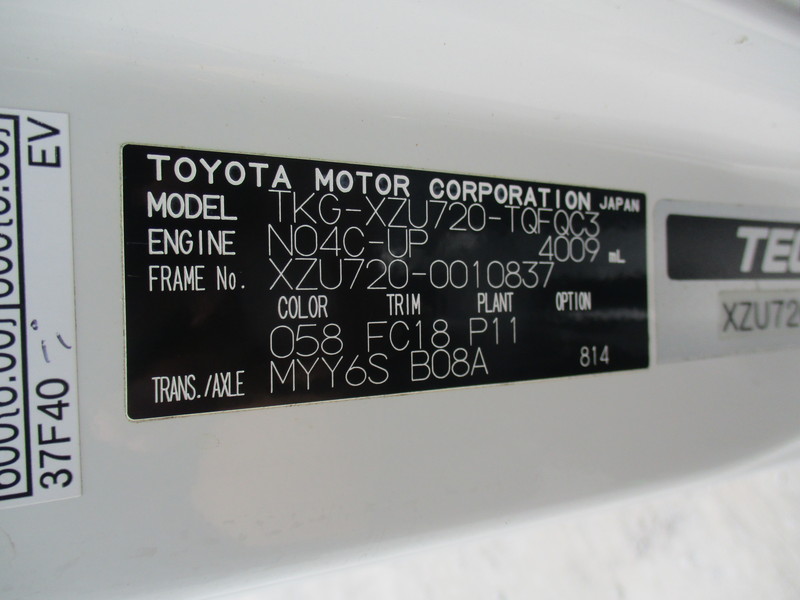 TOYOTA MOTOR CORPORATION JAPAN
MODEL TKG-XZU720-TQFQC3
ENGINE N04C-UP 4009 mL
FRAME No. XZU720-0010837
COLOR TRIM PLANT OPTION
058 FC18 P11
TRANS./AXLE MYY6S B08A 814
EV
37F40
XZU72